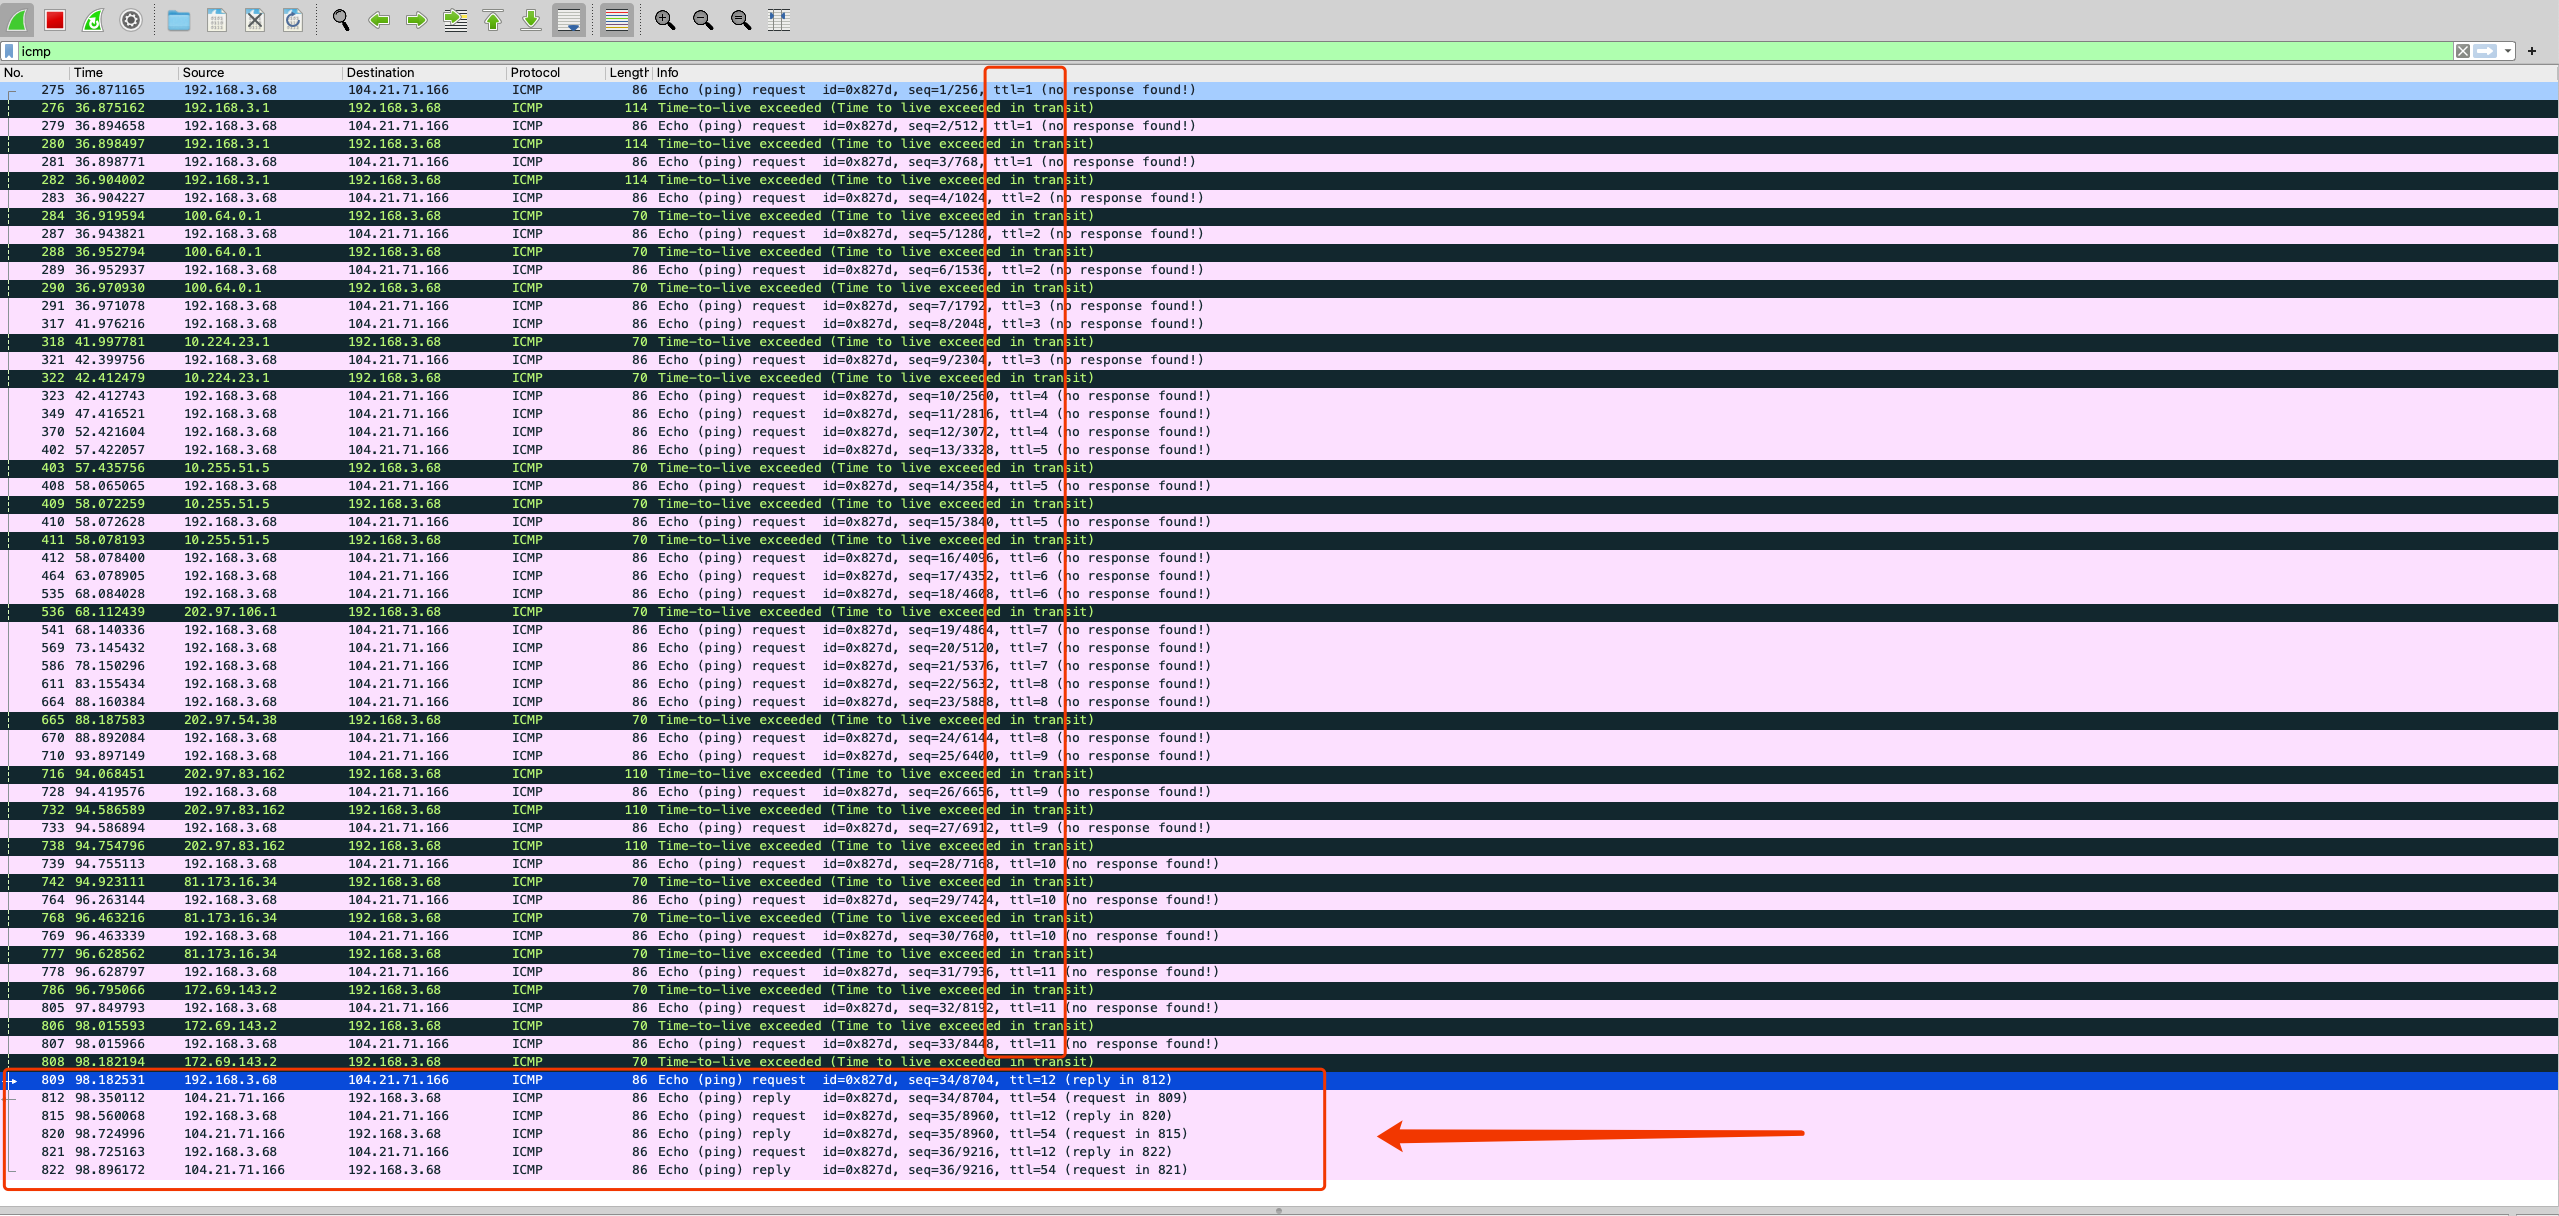 icmp
No. Time Source Destination Protocol Length Info
275 36.871165 192.168.3.68 104.21.71.166 ICMP 86 Echo (ping) request id=0x827d, seq=1/256, ttl=1 (no response found!)
276 36.875162 192.168.3.1 192.168.3.68 ICMP 114 Time-to-live exceeded (Time to live exceeded in transit)
279 36.894658 192.168.3.68 104.21.71.166 ICMP 86 Echo (ping) request id=0x827d, seq=2/512, ttl=1 (no response found!)
280 36.898497 192.168.3.1 192.168.3.68 ICMP 114 Time-to-live exceeded (Time to live exceeded in transit)
281 36.898771 192.168.3.68 104.21.71.166 ICMP 86 Echo (ping) request id=0x827d, seq=3/768, ttl=1 (no response found!)
282 36.904002 192.168.3.1 192.168.3.68 ICMP 114 Time-to-live exceeded (Time to live exceeded in transit)
283 36.904227 192.168.3.68 104.21.71.166 ICMP 86 Echo (ping) request id=0x827d, seq=4/1024, ttl=2 (no response found!)
284 36.919594 100.64.0.1 192.168.3.68 ICMP 70 Time-to-live exceeded (Time to live exceeded in transit)
287 36.943821 192.168.3.68 104.21.71.166 ICMP 86 Echo (ping) request id=0x827d, seq=5/1280, ttl=2 (no response found!)
288 36.952794 100.64.0.1 192.168.3.68 ICMP 70 Time-to-live exceeded (Time to live exceeded in transit)
289 36.952937 192.168.3.68 104.21.71.166 ICMP 86 Echo (ping) request id=0x827d, seq=6/1536, ttl=2 (no response found!)
290 36.970930 100.64.0.1 192.168.3.68 ICMP 70 Time-to-live exceeded (Time to live exceeded in transit)
291 36.971078 192.168.3.68 104.21.71.166 ICMP 86 Echo (ping) request id=0x827d, seq=7/1792, ttl=3 (no response found!)
317 41.976216 192.168.3.68 104.21.71.166 ICMP 86 Echo (ping) request id=0x827d, seq=8/2048, ttl=3 (no response found!)
318 41.997781 10.224.23.1 192.168.3.68 ICMP 70 Time-to-live exceeded (Time to live exceeded in transit)
321 42.399756 192.168.3.68 104.21.71.166 ICMP 86 Echo (ping) request id=0x827d, seq=9/2304, ttl=3 (no response found!)
322 42.412479 10.224.23.1 192.168.3.68 ICMP 70 Time-to-live exceeded (Time to live exceeded in transit)
323 42.412743 192.168.3.68 104.21.71.166 ICMP 86 Echo (ping) request id=0x827d, seq=10/2560, ttl=4 (no response found!)
349 47.416521 192.168.3.68 104.21.71.166 ICMP 86 Echo (ping) request id=0x827d, seq=11/2816, ttl=4 (no response found!)
370 52.421604 192.168.3.68 104.21.71.166 ICMP 86 Echo (ping) request id=0x827d, seq=12/3072, ttl=4 (no response found!)
402 57.422057 192.168.3.68 104.21.71.166 ICMP 86 Echo (ping) request id=0x827d, seq=13/3328, ttl=5 (no response found!)
403 57.435756 10.255.51.5 192.168.3.68 ICMP 70 Time-to-live exceeded (Time to live exceeded in transit)
408 58.065065 192.168.3.68 104.21.71.166 ICMP 86 Echo (ping) request id=0x827d, seq=14/3584, ttl=5 (no response found!)
409 58.072259 10.255.51.5 192.168.3.68 ICMP 70 Time-to-live exceeded (Time to live exceeded in transit)
410 58.072628 192.168.3.68 104.21.71.166 ICMP 86 Echo (ping) request id=0x827d, seq=15/3840, ttl=5 (no response found!)
411 58.078193 10.255.51.5 192.168.3.68 ICMP 70 Time-to-live exceeded (Time to live exceeded in transit)
412 58.078400 192.168.3.68 104.21.71.166 ICMP 86 Echo (ping) request id=0x827d, seq=16/4096, ttl=6 (no response found!)
464 63.078905 192.168.3.68 104.21.71.166 ICMP 86 Echo (ping) request id=0x827d, seq=17/4352, ttl=6 (no response found!)
535 68.084028 192.168.3.68 104.21.71.166 ICMP 86 Echo (ping) request id=0x827d, seq=18/4608, ttl=6 (no response found!)
536 68.112439 202.97.106.1 192.168.3.68 ICMP 70 Time-to-live exceeded (Time to live exceeded in transit)
541 68.140336 192.168.3.68 104.21.71.166 ICMP 86 Echo (ping) request id=0x827d, seq=19/4864, ttl=7 (no response found!)
569 73.145432 192.168.3.68 104.21.71.166 ICMP 86 Echo (ping) request id=0x827d, seq=20/5120, ttl=7 (no response found!)
586 78.150296 192.168.3.68 104.21.71.166 ICMP 86 Echo (ping) request id=0x827d, seq=21/5376, ttl=7 (no response found!)
611 83.155434 192.168.3.68 104.21.71.166 ICMP 86 Echo (ping) request id=0x827d, seq=22/5632, ttl=8 (no response found!)
664 88.160384 192.168.3.68 104.21.71.166 ICMP 86 Echo (ping) request id=0x827d, seq=23/5888, ttl=8 (no response found!)
665 88.187583 202.97.54.38 192.168.3.68 ICMP 70 Time-to-live exceeded (Time to live exceeded in transit)
670 88.892084 192.168.3.68 104.21.71.166 ICMP 86 Echo (ping) request id=0x827d, seq=24/6144, ttl=8 (no response found!)
710 93.897149 192.168.3.68 104.21.71.166 ICMP 86 Echo (ping) request id=0x827d, seq=25/6400, ttl=9 (no response found!)
716 94.068451 202.97.83.162 192.168.3.68 ICMP 110 Time-to-live exceeded (Time to live exceeded in transit)
728 94.419576 192.168.3.68 104.21.71.166 ICMP 86 Echo (ping) request id=0x827d, seq=26/6656, ttl=9 (no response found!)
732 94.586589 202.97.83.162 192.168.3.68 ICMP 110 Time-to-live exceeded (Time to live exceeded in transit)
733 94.586894 192.168.3.68 104.21.71.166 ICMP 86 Echo (ping) request id=0x827d, seq=27/6912, ttl=9 (no response found!)
738 94.754796 202.97.83.162 192.168.3.68 ICMP 110 Time-to-live exceeded (Time to live exceeded in transit)
739 94.755113 192.168.3.68 104.21.71.166 ICMP 86 Echo (ping) request id=0x827d, seq=28/7168, ttl=10 (no response found!)
742 94.923111 81.173.16.34 192.168.3.68 ICMP 70 Time-to-live exceeded (Time to live exceeded in transit)
764 96.263144 192.168.3.68 104.21.71.166 ICMP 86 Echo (ping) request id=0x827d, seq=29/7424, ttl=10 (no response found!)
768 96.463216 81.173.16.34 192.168.3.68 ICMP 70 Time-to-live exceeded (Time to live exceeded in transit)
769 96.463339 192.168.3.68 104.21.71.166 ICMP 86 Echo (ping) request id=0x827d, seq=30/7680, ttl=10 (no response found!)
777 96.628562 81.173.16.34 192.168.3.68 ICMP 70 Time-to-live exceeded (Time to live exceeded in transit)
778 96.628797 192.168.3.68 104.21.71.166 ICMP 86 Echo (ping) request id=0x827d, seq=31/7936, ttl=11 (no response found!)
786 96.795066 172.69.143.2 192.168.3.68 ICMP 70 Time-to-live exceeded (Time to live exceeded in transit)
805 97.849793 192.168.3.68 104.21.71.166 ICMP 86 Echo (ping) request id=0x827d, seq=32/8192, ttl=11 (no response found!)
806 98.015593 172.69.143.2 192.168.3.68 ICMP 70 Time-to-live exceeded (Time to live exceeded in transit)
807 98.015966 192.168.3.68 104.21.71.166 ICMP 86 Echo (ping) request id=0x827d, seq=33/8448, ttl=11 (no response found!)
808 98.182194 172.69.143.2 192.168.3.68 ICMP 70 Time-to-live exceeded (Time to live exceeded in transit)
809 98.182531 192.168.3.68 104.21.71.166 ICMP 86 Echo (ping) request id=0x827d, seq=34/8704, ttl=12 (reply in 812)
812 98.350112 104.21.71.166 192.168.3.68 ICMP 86 Echo (ping) reply id=0x827d, seq=34/8704, ttl=54 (request in 809)
815 98.560068 192.168.3.68 104.21.71.166 ICMP 86 Echo (ping) request id=0x827d, seq=35/8960, ttl=12 (reply in 820)
820 98.724996 104.21.71.166 192.168.3.68 ICMP 86 Echo (ping) reply id=0x827d, seq=35/8960, ttl=54 (request in 815)
821 98.725163 192.168.3.68 104.21.71.166 ICMP 86 Echo (ping) request id=0x827d, seq=36/9216, ttl=12 (reply in 822)
822 98.896172 104.21.71.166 192.168.3.68 ICMP 86 Echo (ping) reply id=0x827d, seq=36/9216, ttl=54 (request in 821)